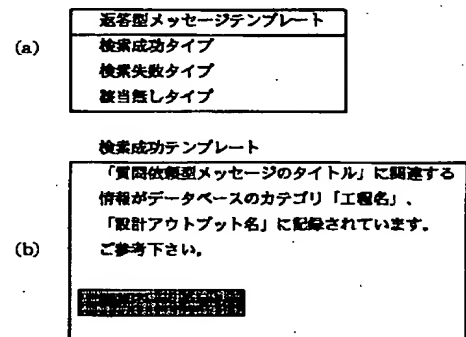 (a)
返答型メッセージテンプレート
検索成功タイプ
検索失敗タイプ
該当無しタイプ
検索成功テンプレート
(b)
「質問依頼型メッセージのタイトル」に関連する
情報がデータベースのカテゴリ「工程名」、
「設計アウトプット名」に記録されています。
ご参考下さい。